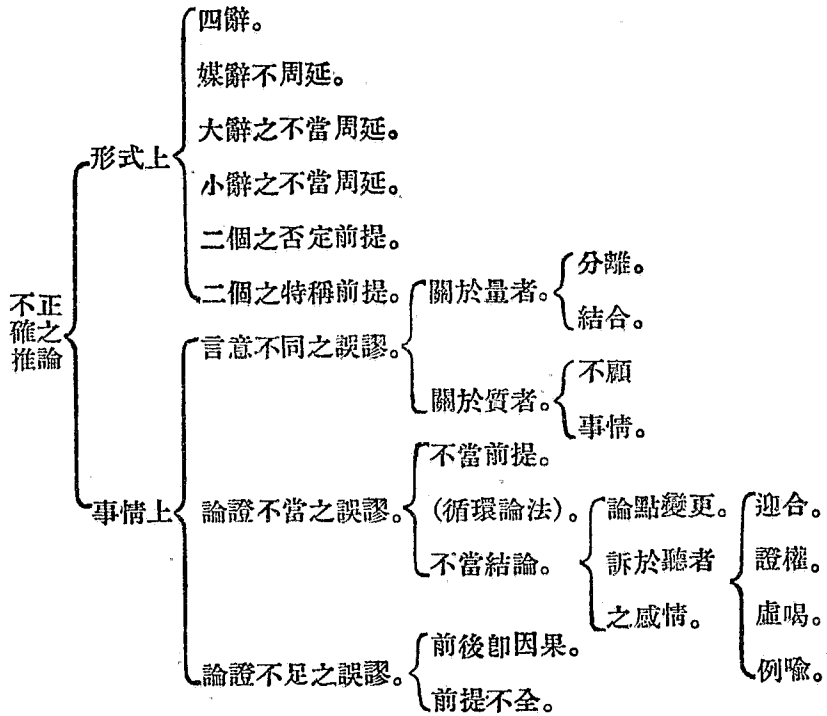 不正
確之
推論
形式上
四辭。
媒辭不周延。
大辭之不當周延。
小辭之不當周延。
二個之否定前提。
二個之特稱前提。
事情上
言意不同之誤謬。
關於量者。
分離。
結合。
關於質者。
不顧
事情。
論證不當之誤謬。
不當前提。
(循環論法)。
不當結論。
論點變更。
訴於聽者
之感情。
迎合。
證權。
虛喝。
例喩。
論證不足之誤謬。
前後卽因果。
前提不全。